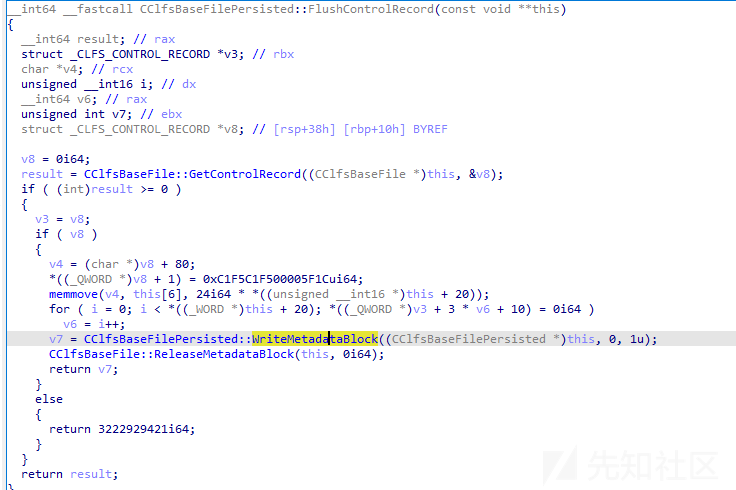 __int64 __fastcall CClfsBaseFilePersisted::FlushControlRecord(const void **this)
{
  __int64 result; // rax
  struct _CLFS_CONTROL_RECORD *v3; // rbx
  char *v4; // rcx
  unsigned __int16 i; // dx
  __int64 v6; // rax
  unsigned int v7; // ebx
  struct _CLFS_CONTROL_RECORD *v8; // [rsp+38h] [rbp+10h] BYREF

  v8 = 0i64;
  result = CClfsBaseFile::GetControlRecord((CClfsBaseFile *)this, &v8);
  if ( (int)result >= 0 )
  {
    v3 = v8;
    if ( v8 )
    {
      v4 = (char *)v8 + 80;
      *((_QWORD *)v8 + 1) = 0xC1F5C1F500005F1Cui64;
      memmove(v4, this[6], 24i64 * *((unsigned __int16 *)this + 20));
      for ( i = 0; i < *((_WORD *)this + 20); *((_QWORD *)v3 + 3 * v6 + 10) = 0i64 )
        v6 = i++;
      v7 = CClfsBaseFilePersisted::WriteMetadataBlock((CClfsBaseFilePersisted *)this, 0, 1u);
      CClfsBaseFile::ReleaseMetadataBlock(this, 0i64);
      return v7;
    }
    else
    {
      return 3222929421i64;
    }
  }
  return result;
}
先知社区